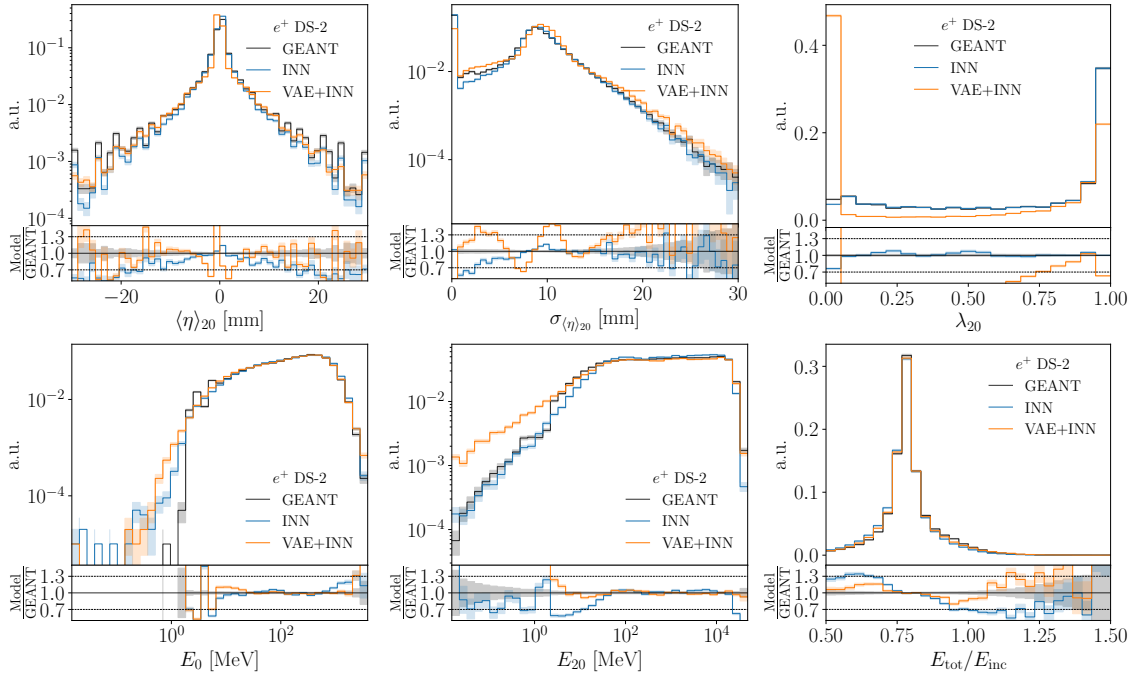 e⁺ DS-2
GEANT
INN
VAE+INN
a.u.
10⁻¹
10⁻²
10⁻³
10⁻⁴
Model
GEANT
1.3
1.0
0.7
−20 0 20
⟨η⟩₂₀ [mm]
e⁺ DS-2
GEANT
INN
VAE+INN
a.u.
10⁻²
10⁻⁴
Model
GEANT
1.3
1.0
0.7
0 10 20 30
σ⟨η⟩₂₀ [mm]
e⁺ DS-2
GEANT
INN
VAE+INN
a.u.
0.4
0.2
0.0
Model
GEANT
1.3
1.0
0.7
0.00 0.25 0.50 0.75 1.00
λ₂₀
e⁺ DS-2
GEANT
INN
VAE+INN
a.u.
10⁻²
10⁻⁴
Model
GEANT
1.3
1.0
0.7
10⁰ 10²
E₀ [MeV]
e⁺ DS-2
GEANT
INN
VAE+INN
a.u.
10⁻¹
10⁻²
10⁻³
10⁻⁴
Model
GEANT
1.3
1.0
0.7
10⁰ 10² 10⁴
E₂₀ [MeV]
e⁺ DS-2
GEANT
INN
VAE+INN
a.u.
0.3
0.2
0.1
0.0
Model
GEANT
1.3
1.0
0.7
0.50 0.75 1.00 1.25 1.50
E_tot/E_inc